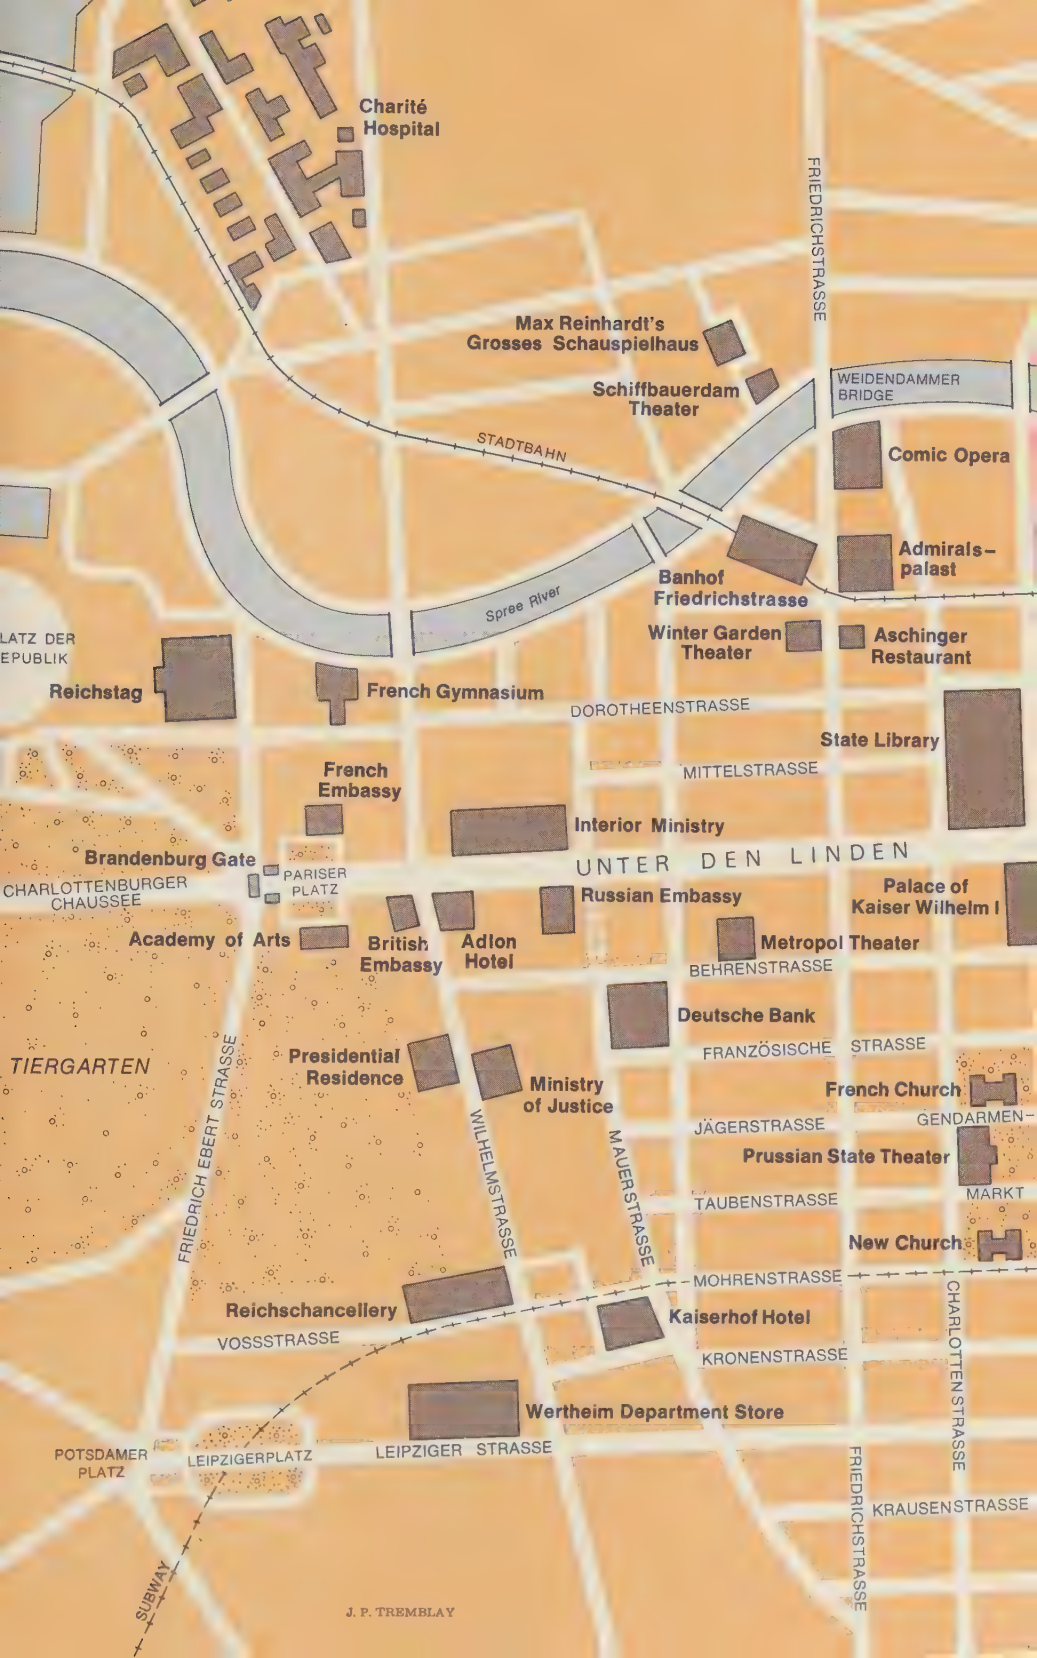 Charité
Hospital
FRIEDRICHSTRASSE
Max Reinhardt's
Grosses Schauspielhaus
Schiffbauerdam
Theater
WEIDENDAMMER
BRIDGE
STADTBAHN
Comic Opera
Admirals-
palast
Banhof
Friedrichstrasse
Spree River
Winter Garden
Theater
Aschinger
Restaurant
LATZ DER
EPUBLIK
Reichstag
French Gymnasium
DOROTHEENSTRASSE
State Library
French
Embassy
MITTELSTRASSE
Interior Ministry
UNTER DEN LINDEN
Brandenburg Gate
PARISER
PLATZ
CHARLOTTENBURGER
CHAUSSEE
Russian Embassy
Palace of
Kaiser Wilhelm I
Academy of Arts
British
Embassy
Adlon
Hotel
Metropol Theater
BEHRENSTRASSE
Deutsche Bank
FRANZÖSISCHE STRASSE
TIERGARTEN
Presidential
Residence
Ministry
of Justice
French Church
GENDARMEN-
JÄGERSTRASSE
FRIEDRICH EBERT STRASSE
WILHELMSTRASSE
MAUERSTRASSE
Prussian State Theater
MARKT
TAUBENSTRASSE
New Church
MOHRENSTRASSE
Reichschancellery
Kaiserhof Hotel
VOSSSTRASSE
KRONENSTRASSE
CHARLOTTENSTRASSE
Wertheim Department Store
LEIPZIGER STRASSE
POTSDAMER
PLATZ
LEIPZIGERPLATZ
FRIEDRICHSTRASSE
KRAUSENSTRASSE
SUBWAY
J. P. TREMBLAY